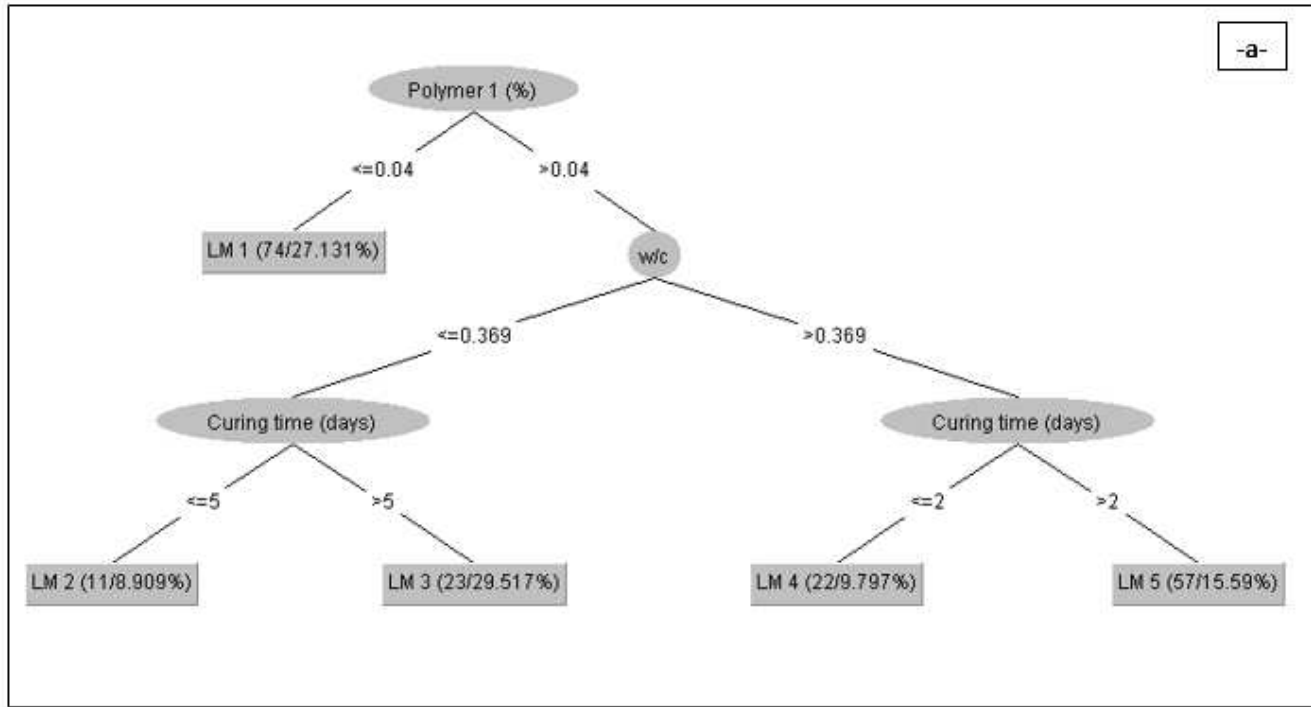 -a-
Polymer 1 (%)
<=0.04
>0.04
LM 1 (74/27.131%)
w/c
<=0.369
>0.369
Curing time (days)
Curing time (days)
<=5
>5
<=2
>2
LM 2 (11/8.909%)
LM 3 (23/29.517%)
LM 4 (22/9.797%)
LM 5 (57/15.59%)